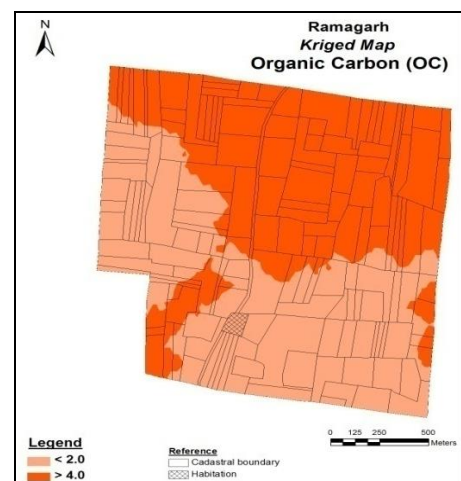 N
Ramagarh
Kriged Map
Organic Carbon (OC)
Legend
< 2.0
> 4.0
Reference
Cadastral boundary
Habitation
0 125 250 500
Meters